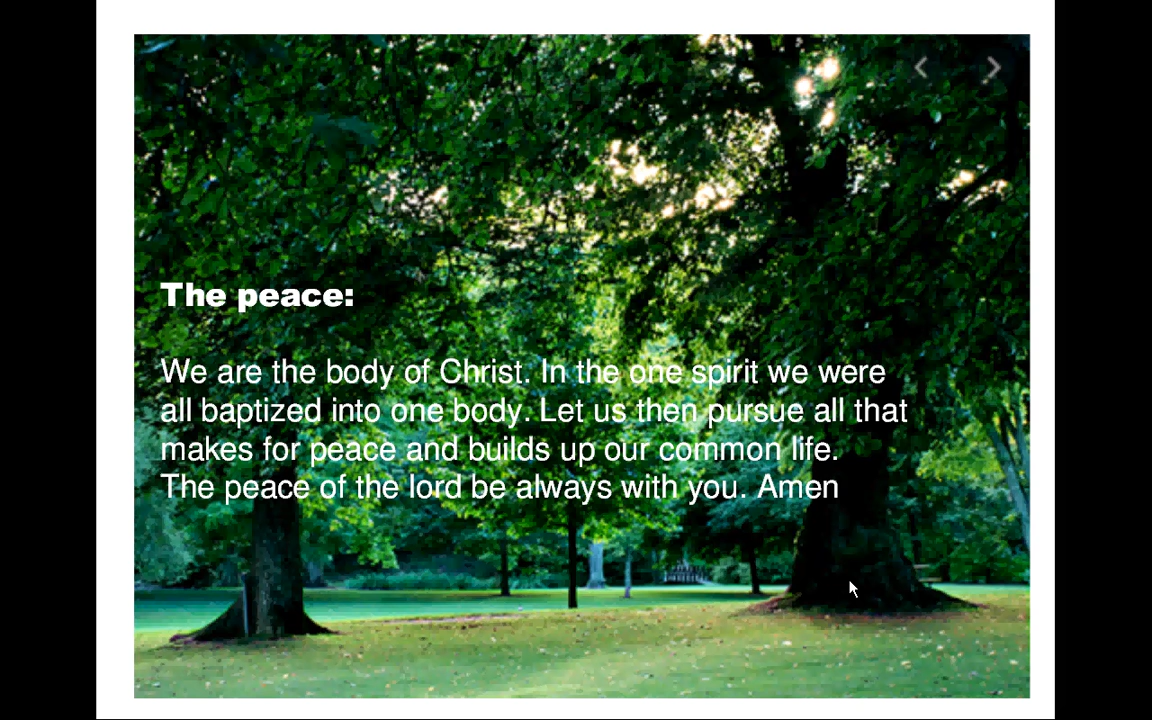 The peace:
We are the body of Christ. In the one spirit we were
all baptized into one body. Let us then pursue all that
makes for peace and builds up our common life.
The peace of the lord be always with you. Amen